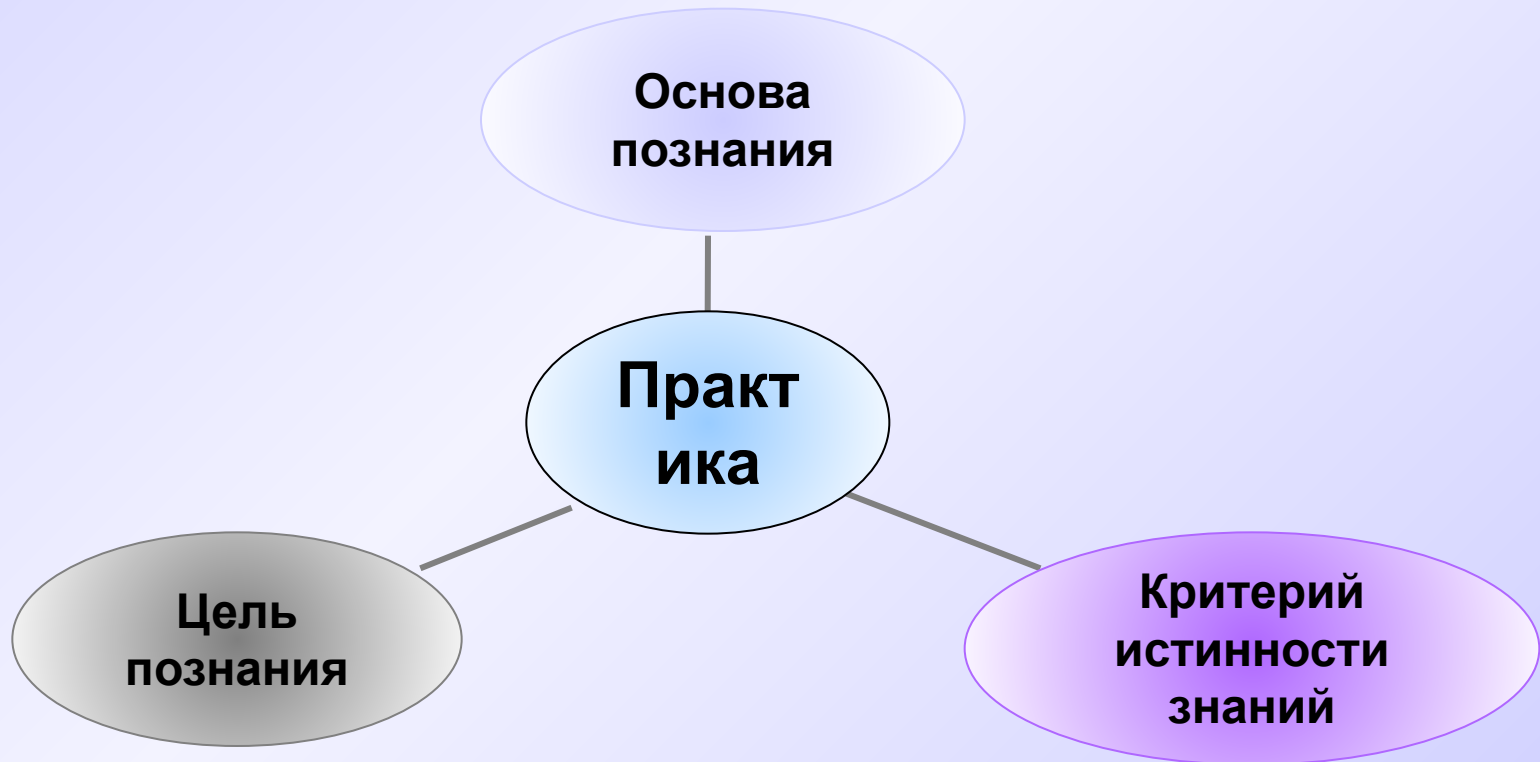 Основа
познания
Практ
ика
Цель
познания
Критерий
истинности
знаний